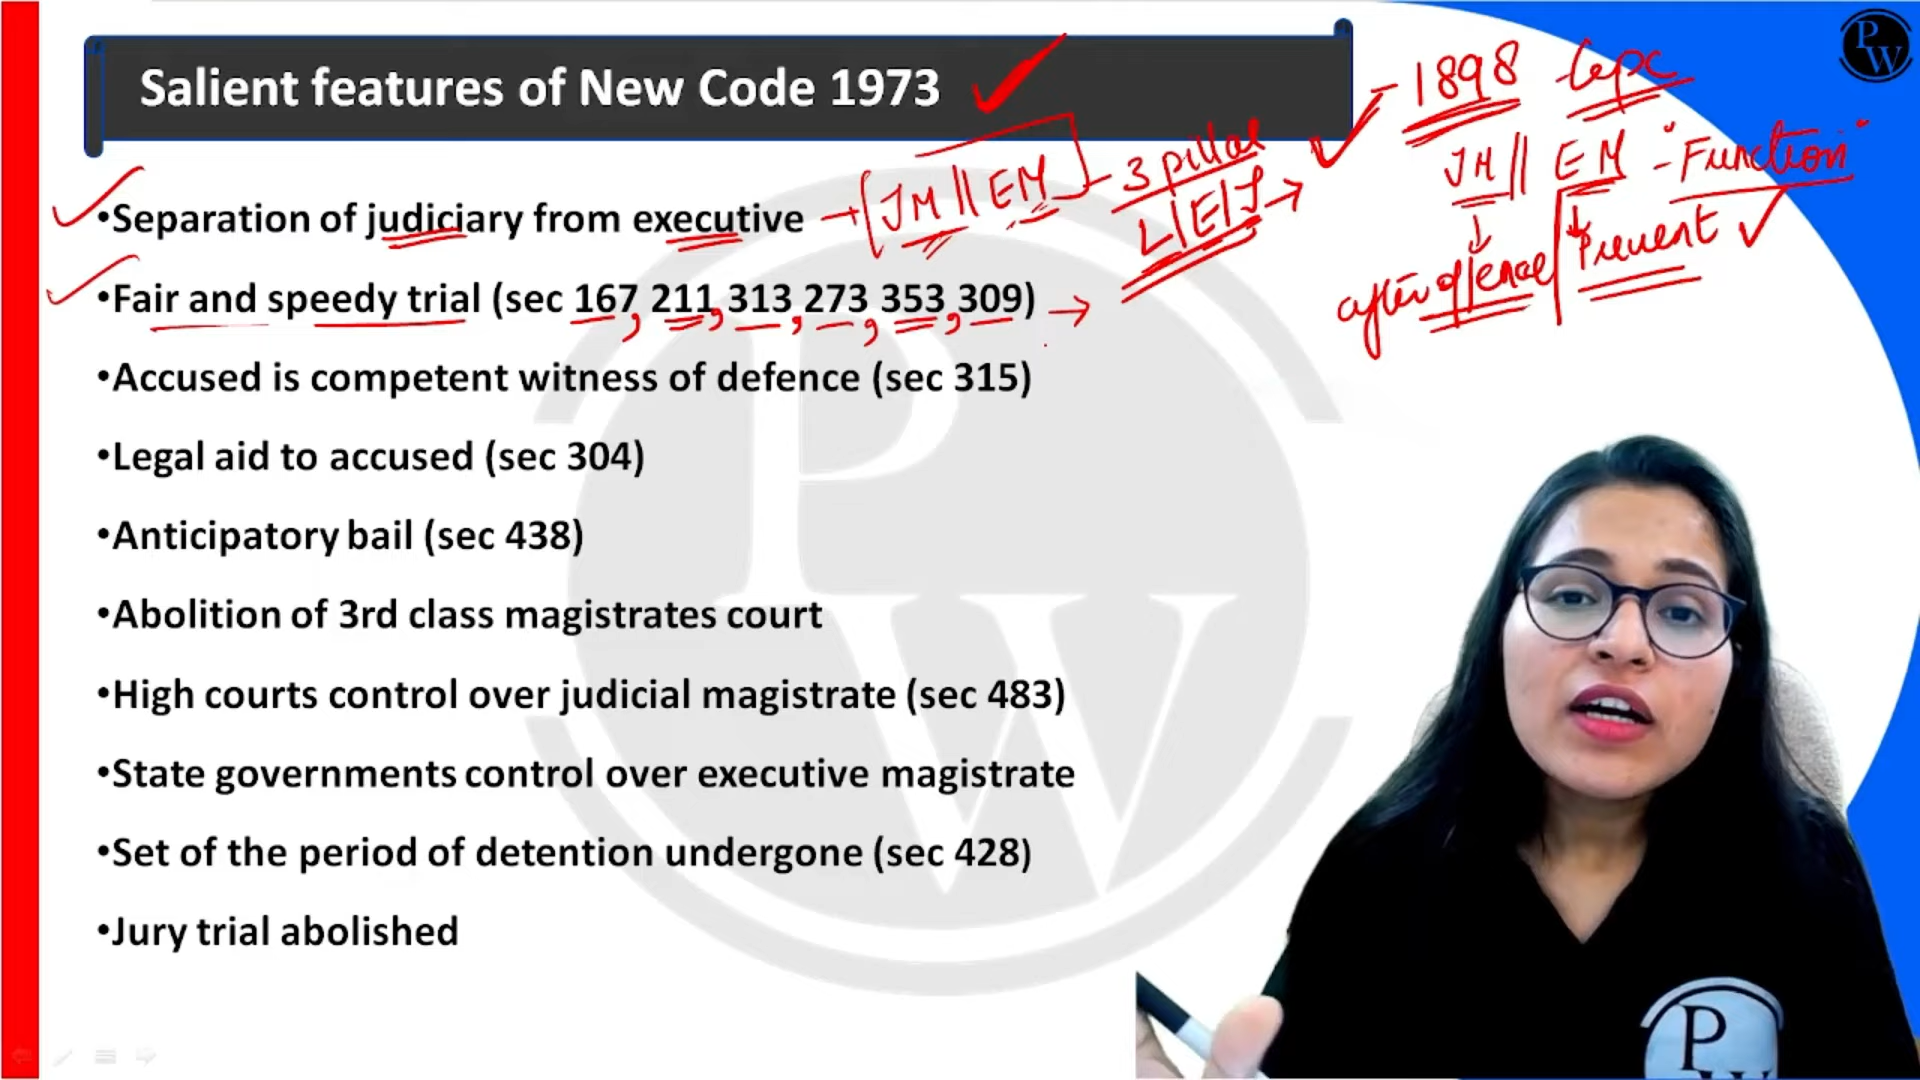 Salient features of New Code 1973
1898 Crpc
JM || EM - "Function"
after offence | Prevent
•Separation of judiciary from executive → [JM || EM] - 3 pillar
L|E|J →
•Fair and speedy trial (sec 167, 211, 313, 273, 353, 309) →
•Accused is competent witness of defence (sec 315)
•Legal aid to accused (sec 304)
•Anticipatory bail (sec 438)
•Abolition of 3rd class magistrates court
•High courts control over judicial magistrate (sec 483)
•State governments control over executive magistrate
•Set of the period of detention undergone (sec 428)
•Jury trial abolished
PW
PW
PW